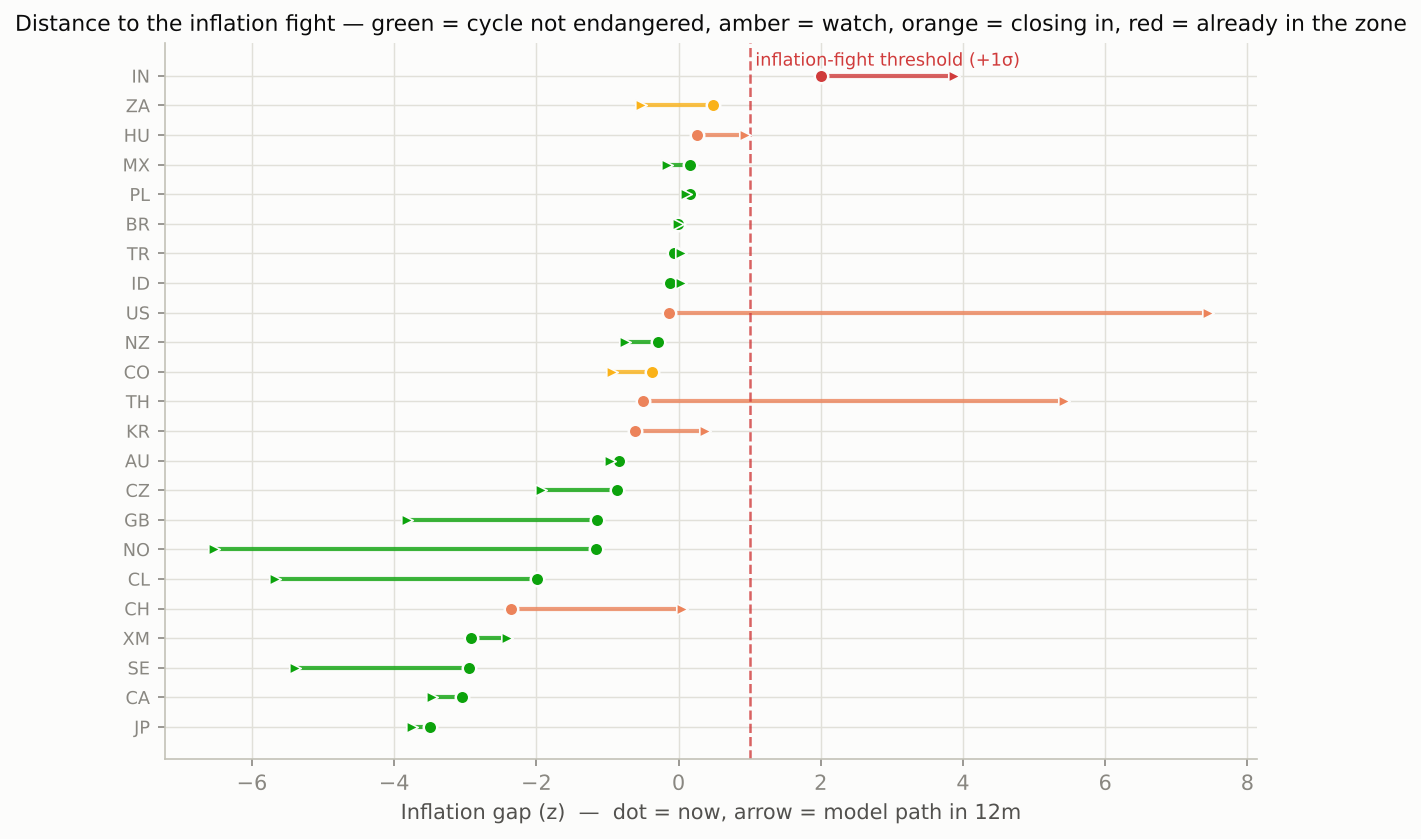 Distance to the inflation fight — green = cycle not endangered, amber = watch, orange = closing in, red = already in the zone
inflation-fight threshold (+1σ)
IN
ZA
HU
MX
PL
BR
TR
ID
US
NZ
CO
TH
KR
AU
CZ
GB
NO
CL
CH
XM
SE
CA
JP
−6 −4 −2 0 2 4 6 8
Inflation gap (z) — dot = now, arrow = model path in 12m